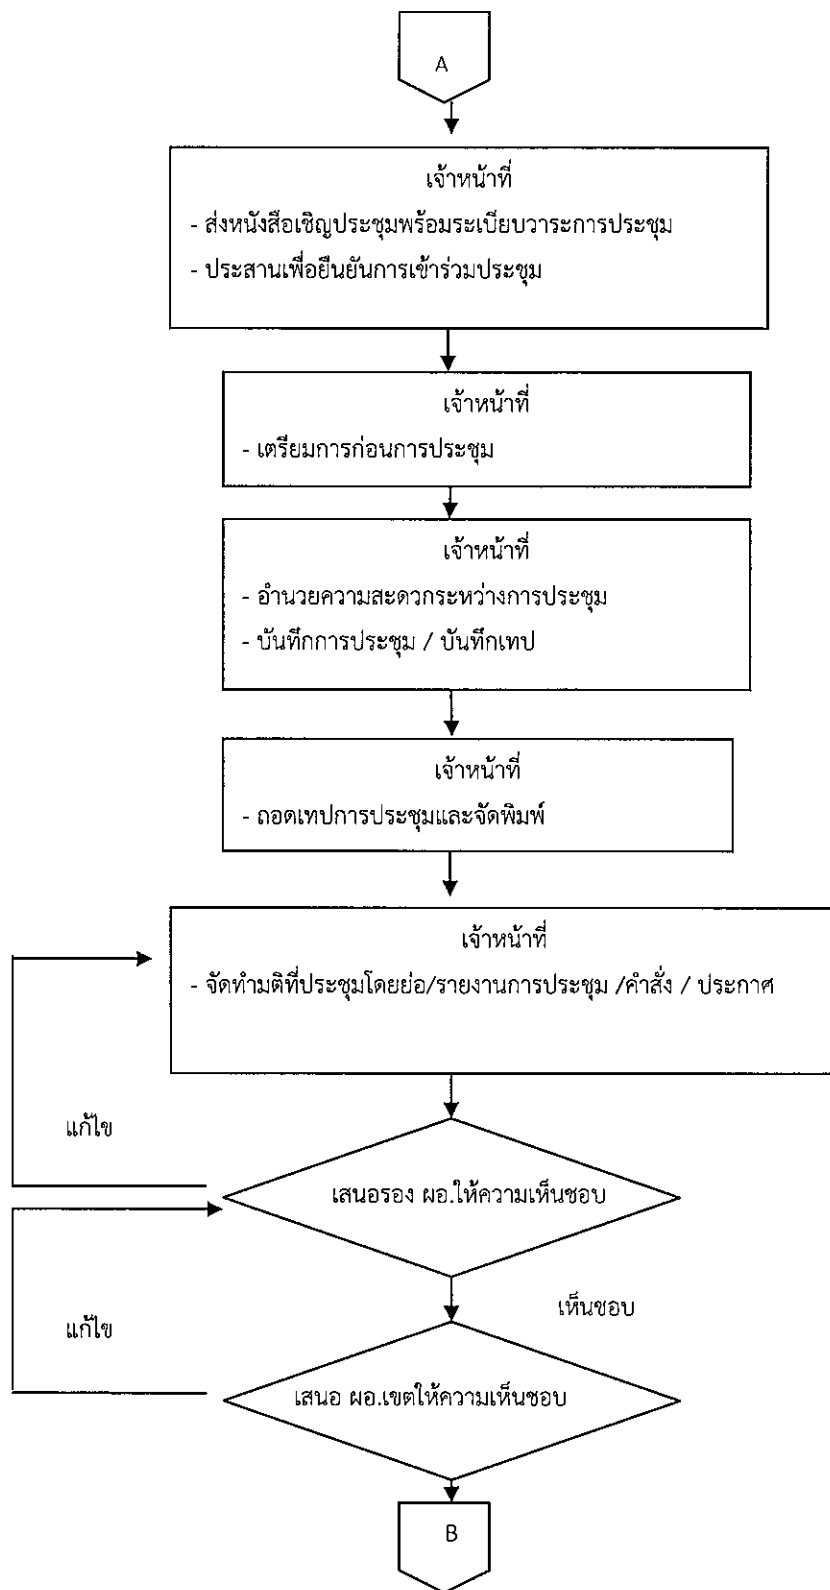 A
เจ้าหน้าที่
- ส่งหนังสือเชิญประชุมพร้อมระเบียบวาระการประชุม
- ประสานเพื่อยืนยันการเข้าร่วมประชุม
เจ้าหน้าที่
- เตรียมการก่อนการประชุม
เจ้าหน้าที่
- อำนวยความสะดวกระหว่างการประชุม
- บันทึกการประชุม / บันทึกเทป
เจ้าหน้าที่
- ถอดเทปการประชุมและจัดพิมพ์
เจ้าหน้าที่
- จัดทำมติที่ประชุมโดยย่อ/รายงานการประชุม /คำสั่ง / ประกาศ
แก้ไข
เสนอรอง ผอ.ให้ความเห็นชอบ
เห็นชอบ
แก้ไข
เสนอ ผอ.เขตให้ความเห็นชอบ
B